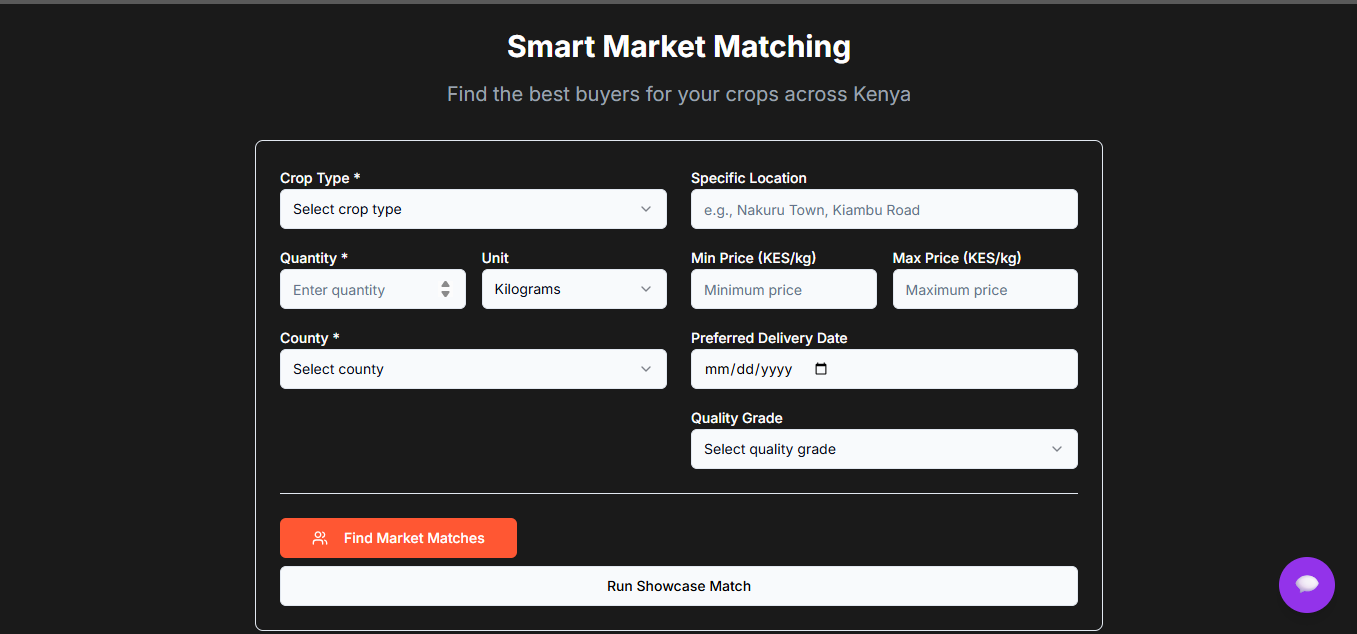 Smart Market Matching
Find the best buyers for your crops across Kenya
Crop Type *
Select crop type
Specific Location
e.g., Nakuru Town, Kiambu Road
Quantity *
Enter quantity
Unit
Kilograms
Min Price (KES/kg)
Minimum price
Max Price (KES/kg)
Maximum price
County *
Select county
Preferred Delivery Date
mm/dd/yyyy
Quality Grade
Select quality grade
Find Market Matches
Run Showcase Match